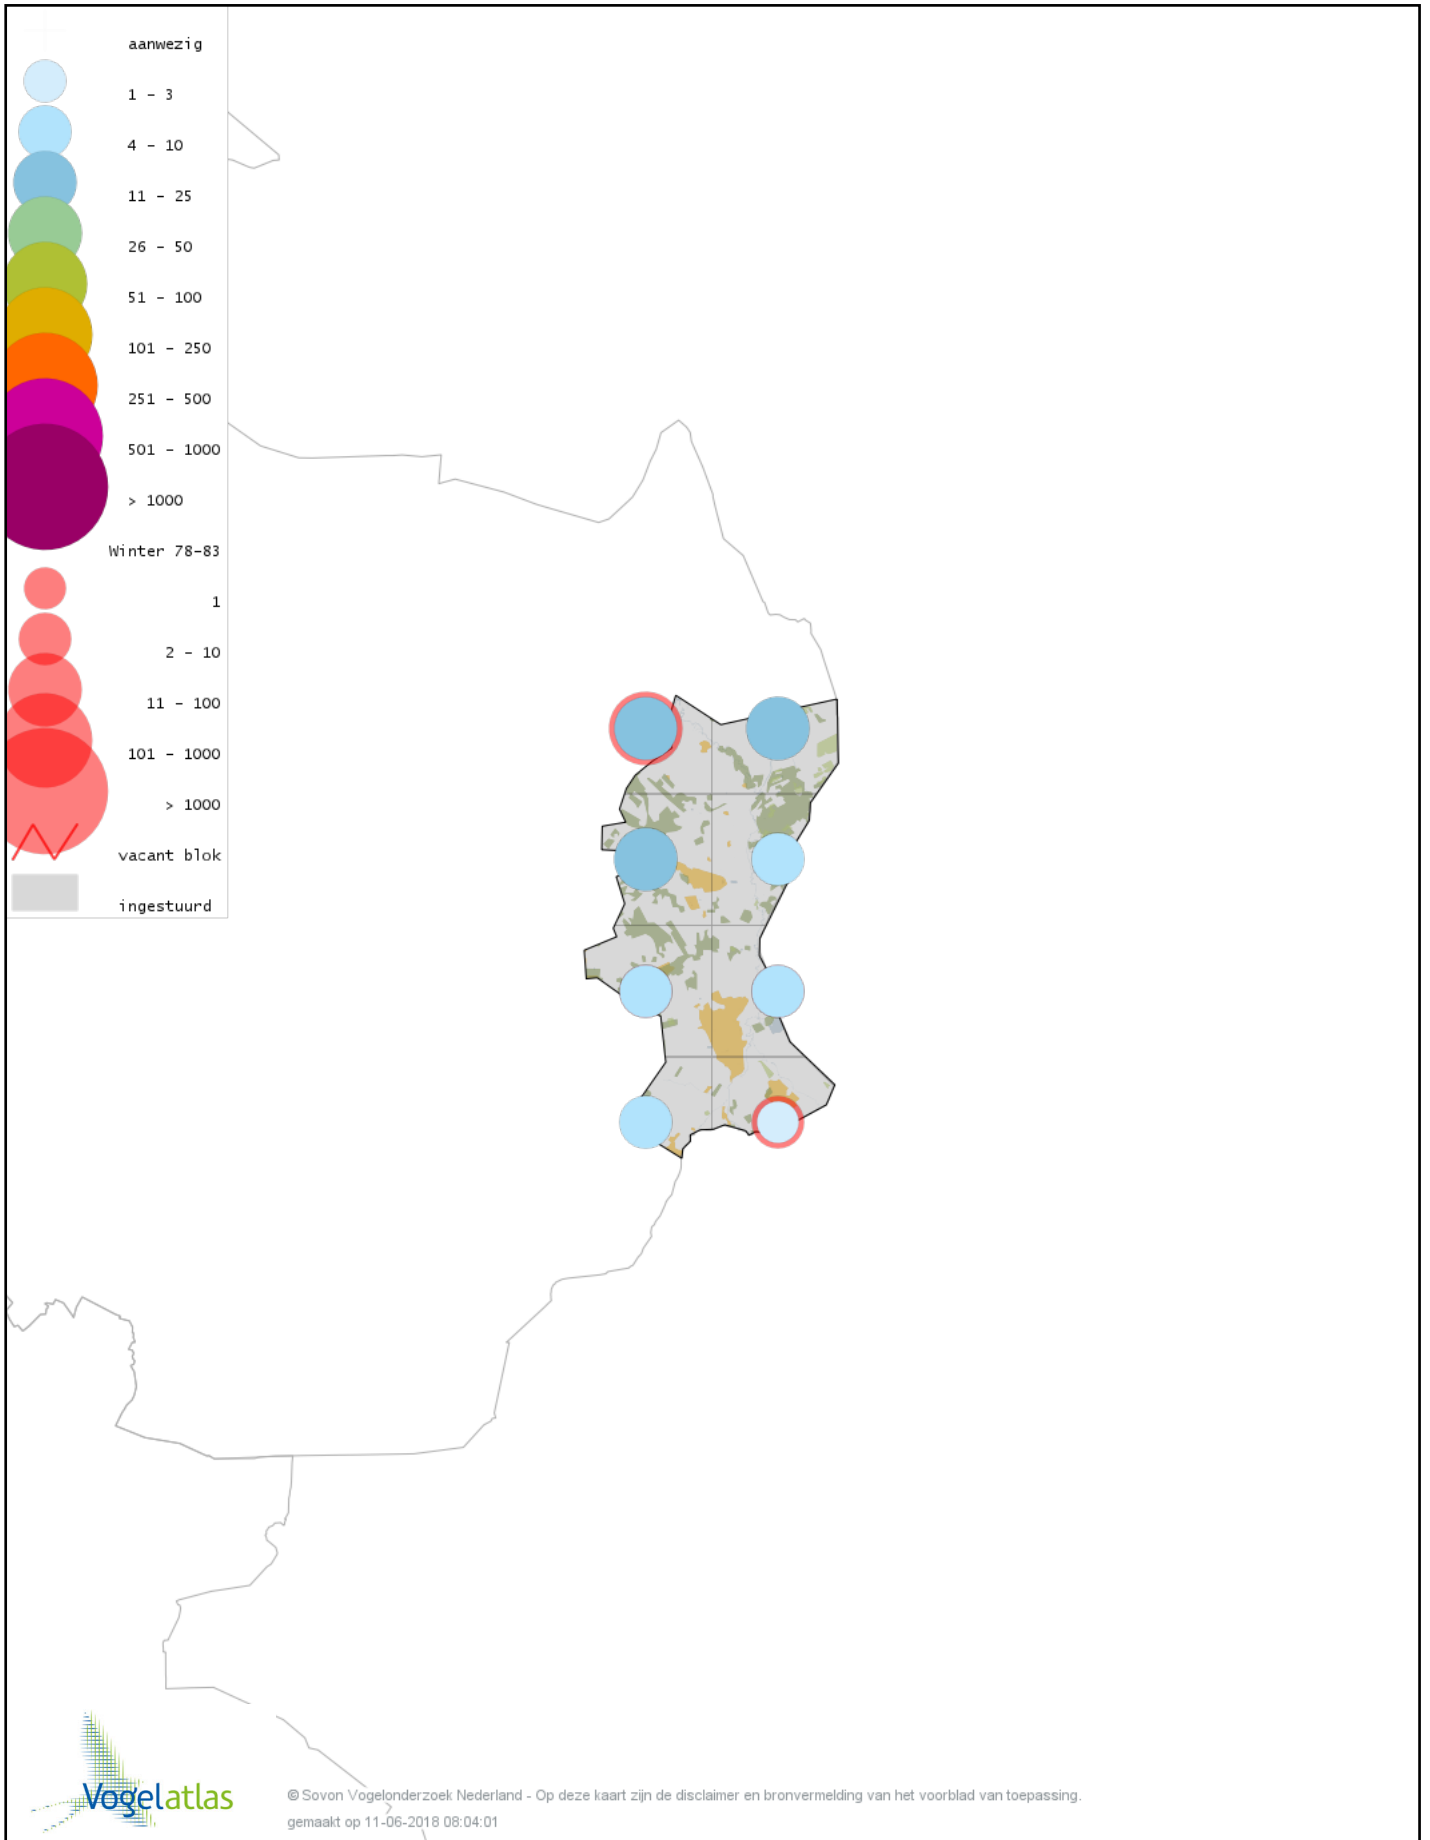 aanwezig
1 - 3
4 - 10
11 - 25
26 - 50
51 - 100
101 - 250
251 - 500
501 - 1000
> 1000
Winter 78-83
1
2 - 10
11 - 100
101 - 1000
> 1000
vacant blok
ingestuurd
Vogelatlas
© Sovon Vogelonderzoek Nederland - Op deze kaart zijn de disclaimer en bronvermelding van het voorblad van toepassing.
gemaakt op 11-06-2018 08:04:01